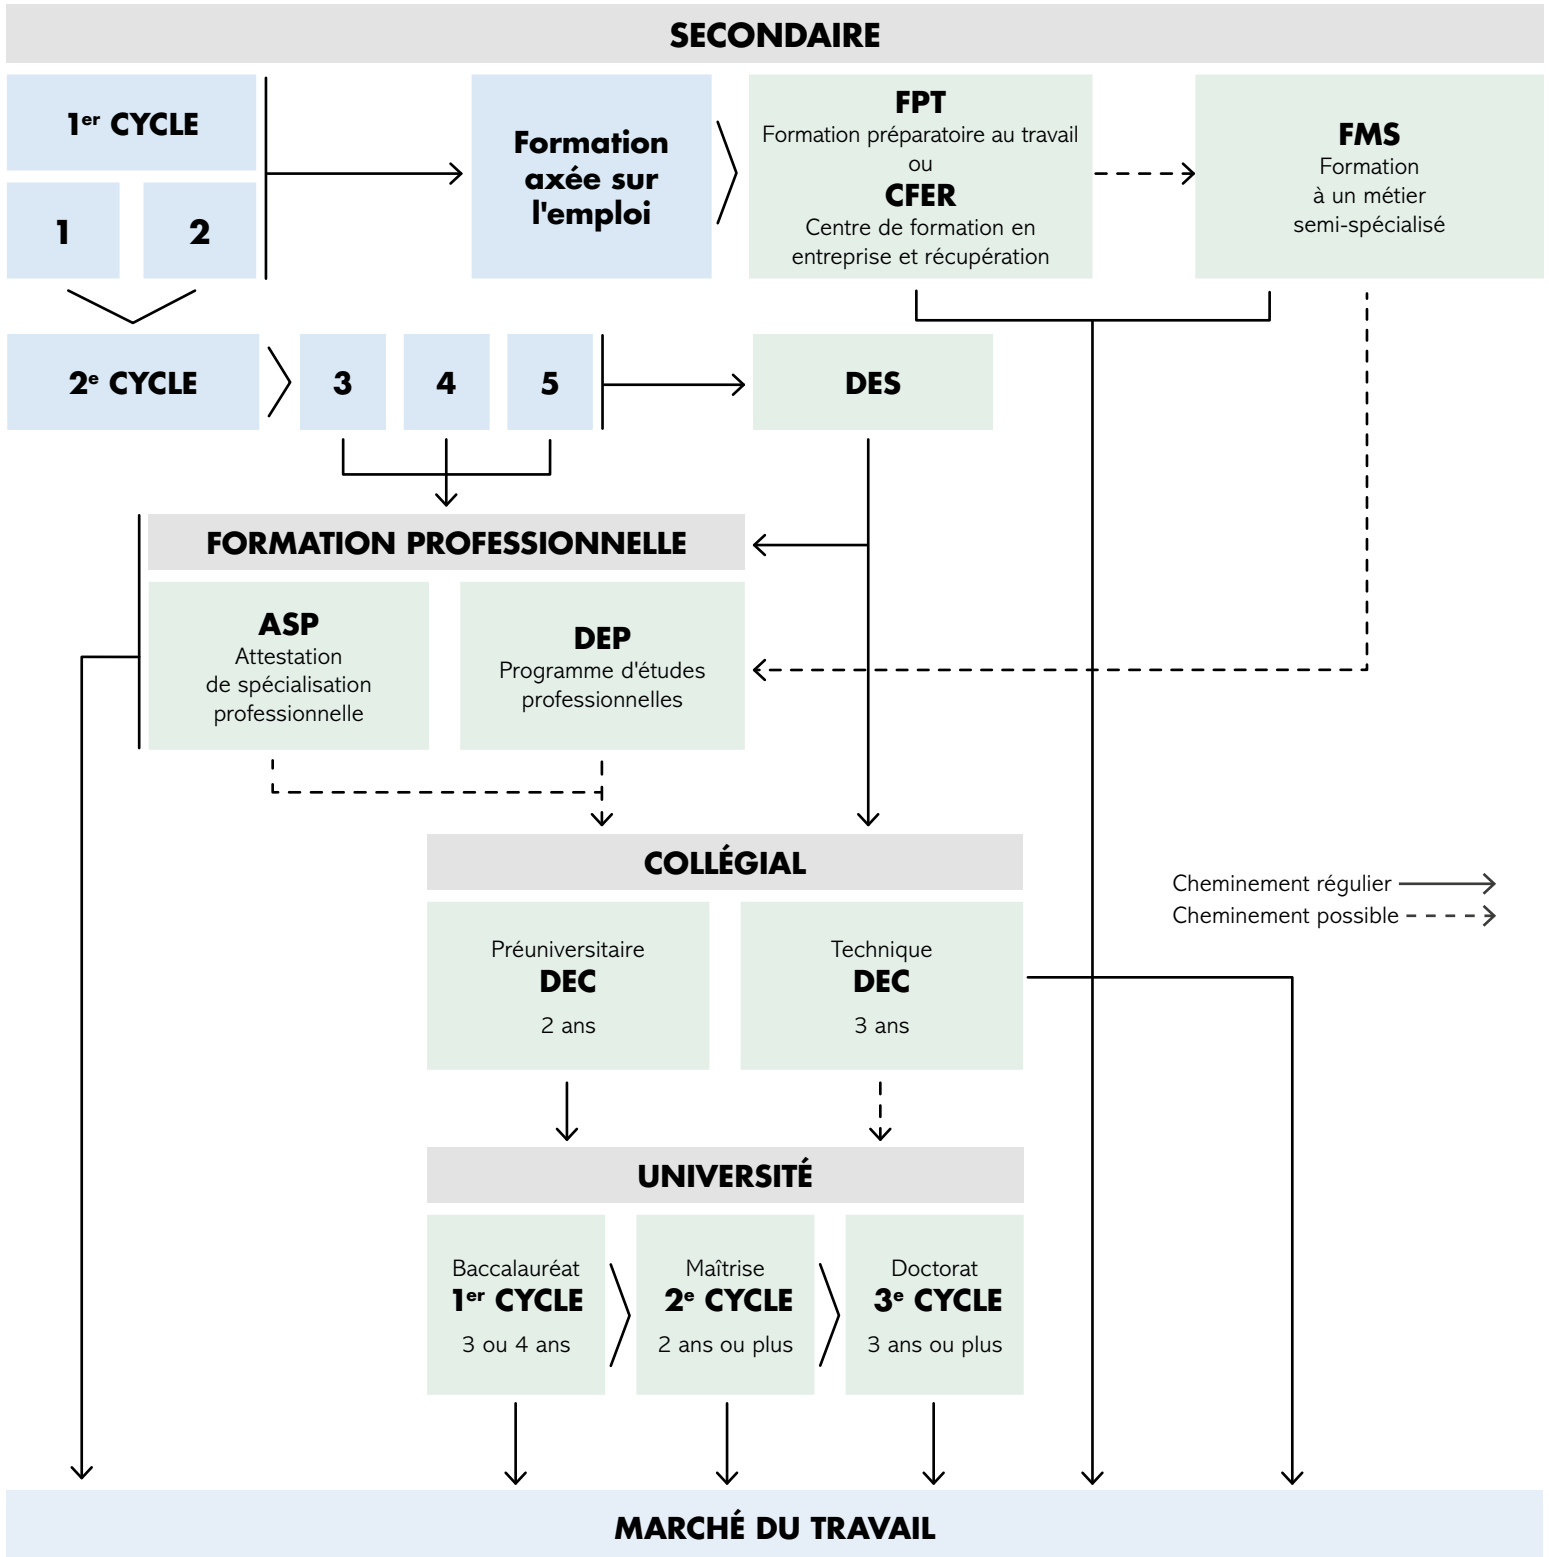 SECONDAIRE
1er CYCLE
1
2
Formation
axée sur
l'emploi
FPT
Formation préparatoire au travail
ou
CFER
Centre de formation en
entreprise et récupération
FMS
Formation
à un métier
semi-spécialisé
2e CYCLE
3
4
5
DES
FORMATION PROFESSIONNELLE
ASP
Attestation
de spécialisation
professionnelle
DEP
Programme d'études
professionnelles
COLLÉGIAL
Préuniversitaire
DEC
2 ans
Technique
DEC
3 ans
Cheminement régulier
Cheminement possible
UNIVERSITÉ
Baccalauréat
1er CYCLE
3 ou 4 ans
Maîtrise
2e CYCLE
2 ans ou plus
Doctorat
3e CYCLE
3 ans ou plus
MARCHÉ DU TRAVAIL